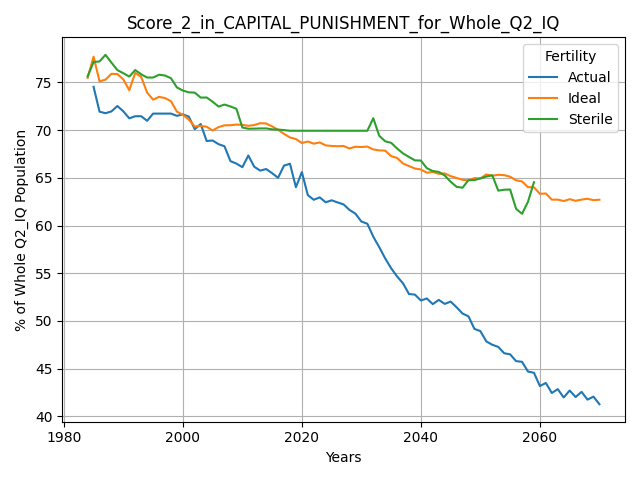 Score_2_in_CAPITAL_PUNISHMENT_for_Whole_Q2_IQ
% of Whole Q2_IQ Population
75
70
65
60
55
50
45
40
1980
2000
2020
2040
2060
Years
Fertility
Actual
Ideal
Sterile